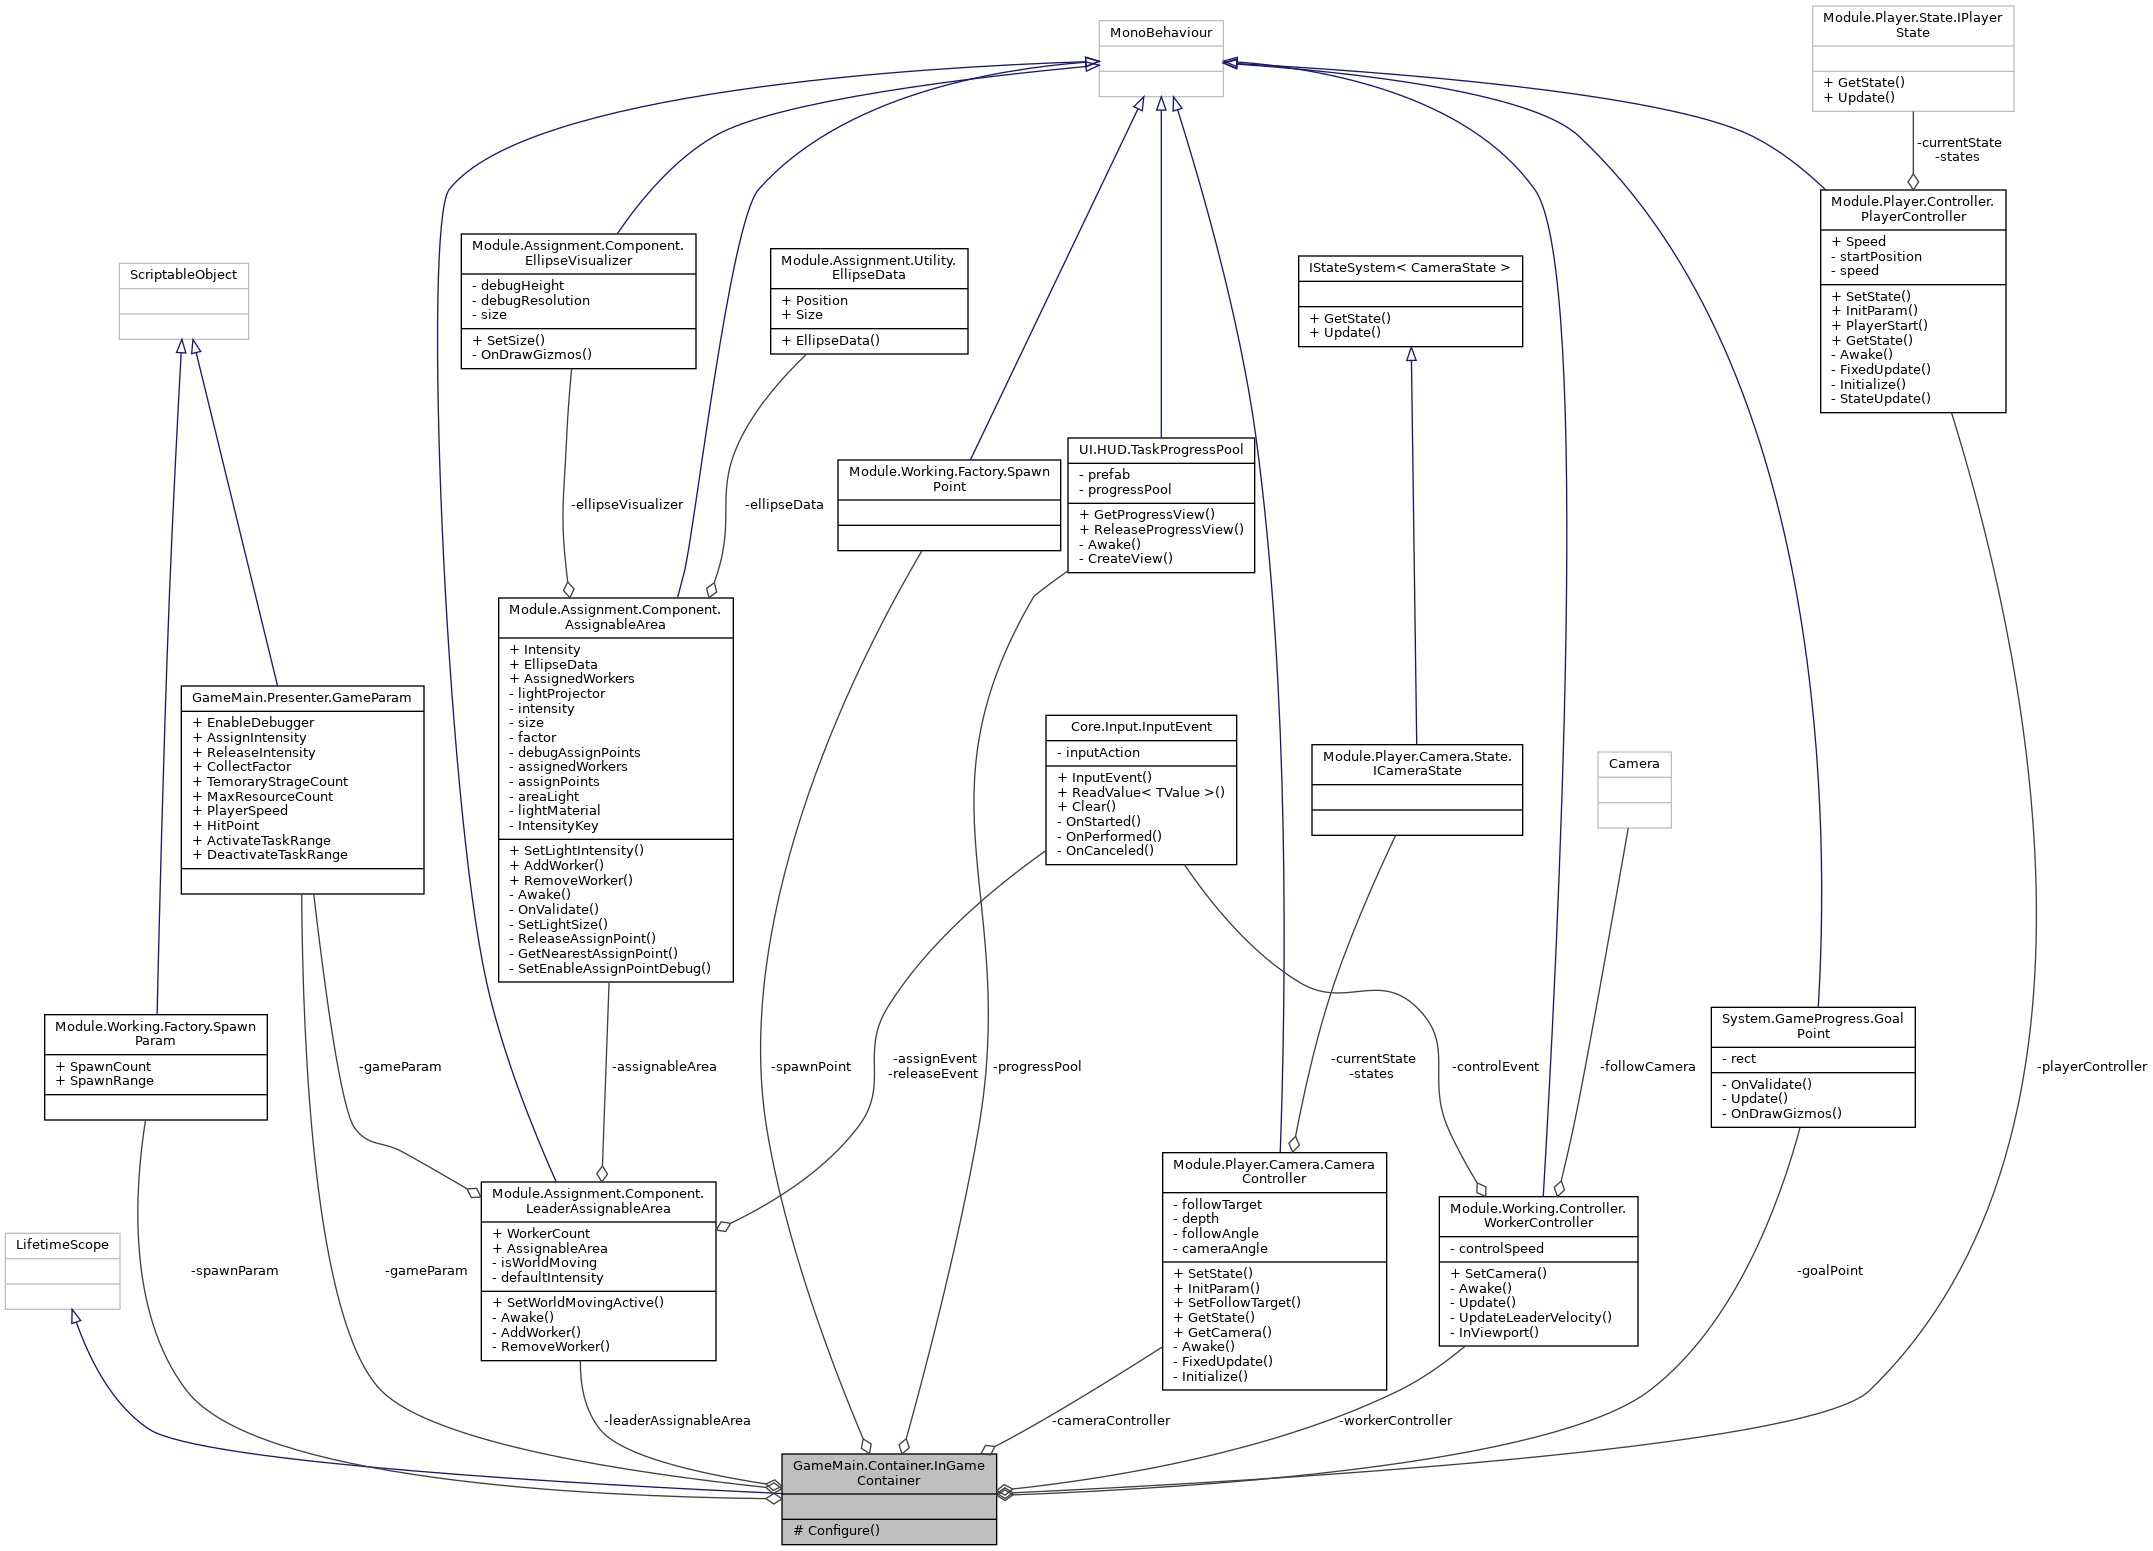 MonoBehaviour
Module.Player.State.IPlayer
State
+ GetState()
+ Update()
-currentState
-states
Module.Player.Controller.
PlayerController
+ Speed
- startPosition
- speed
+ SetState()
+ InitParam()
+ PlayerStart()
+ GetState()
- Awake()
- FixedUpdate()
- Initialize()
- StateUpdate()
ScriptableObject
Module.Assignment.Component.
EllipseVisualizer
- debugHeight
- debugResolution
- size
+ SetSize()
- OnDrawGizmos()
Module.Assignment.Utility.
EllipseData
+ Position
+ Size
+ EllipseData()
IStateSystem< CameraState >
+ GetState()
+ Update()
Module.Working.Factory.Spawn
Point
UI.HUD.TaskProgressPool
- prefab
- progressPool
+ GetProgressView()
+ ReleaseProgressView()
- Awake()
- CreateView()
-ellipseVisualizer
-ellipseData
Module.Assignment.Component.
AssignableArea
+ Intensity
+ EllipseData
+ AssignedWorkers
- lightProjector
- intensity
- size
- factor
- debugAssignPoints
- assignedWorkers
- assignPoints
- areaLight
- lightMaterial
- IntensityKey
+ SetLightIntensity()
+ AddWorker()
+ RemoveWorker()
- Awake()
- OnValidate()
- SetLightSize()
- ReleaseAssignPoint()
- GetNearestAssignPoint()
- SetEnableAssignPointDebug()
GameMain.Presenter.GameParam
+ EnableDebugger
+ AssignIntensity
+ ReleaseIntensity
+ CollectFactor
+ TemoraryStrageCount
+ MaxResourceCount
+ PlayerSpeed
+ HitPoint
+ ActivateTaskRange
+ DeactivateTaskRange
Core.Input.InputEvent
- inputAction
+ InputEvent()
+ ReadValue< TValue >()
+ Clear()
- OnStarted()
- OnPerformed()
- OnCanceled()
Module.Player.Camera.State.
ICameraState
Camera
Module.Working.Factory.Spawn
Param
+ SpawnCount
+ SpawnRange
System.GameProgress.Goal
Point
- rect
- OnValidate()
- Update()
- OnDrawGizmos()
-gameParam
-assignableArea
-spawnPoint
-assignEvent
-releaseEvent
-progressPool
-currentState
-states
-controlEvent
-followCamera
-playerController
Module.Assignment.Component.
LeaderAssignableArea
+ WorkerCount
+ AssignableArea
- isWorldMoving
- defaultIntensity
+ SetWorldMovingActive()
- Awake()
- AddWorker()
- RemoveWorker()
Module.Player.Camera.Camera
Controller
- followTarget
- depth
- followAngle
- cameraAngle
+ SetState()
+ InitParam()
+ SetFollowTarget()
+ GetState()
+ GetCamera()
- Awake()
- FixedUpdate()
- Initialize()
Module.Working.Controller.
WorkerController
- controlSpeed
+ SetCamera()
- Awake()
- Update()
- UpdateLeaderVelocity()
- InViewport()
LifetimeScope
-spawnParam
-gameParam
-goalPoint
-leaderAssignableArea
-cameraController
-workerController
GameMain.Container.InGame
Container
# Configure()